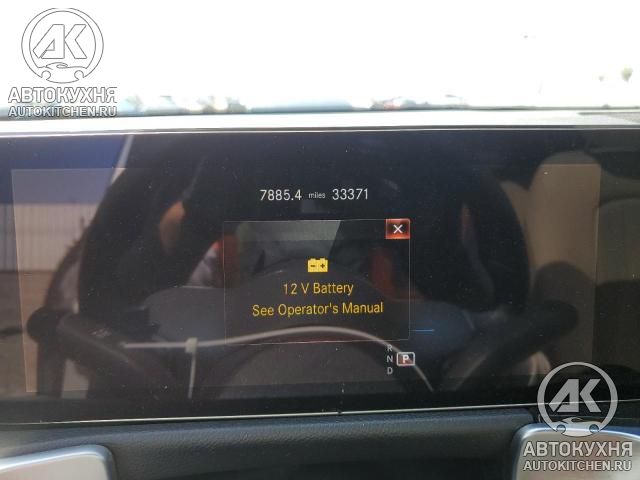 АК
АВТОКУХНЯ
AUTOKITCHEN.RU
7885.4 miles 33371
12 V Battery
See Operator's Manual
R
N P
D
АК
АВТОКУХНЯ
AUTOKITCHEN.RU